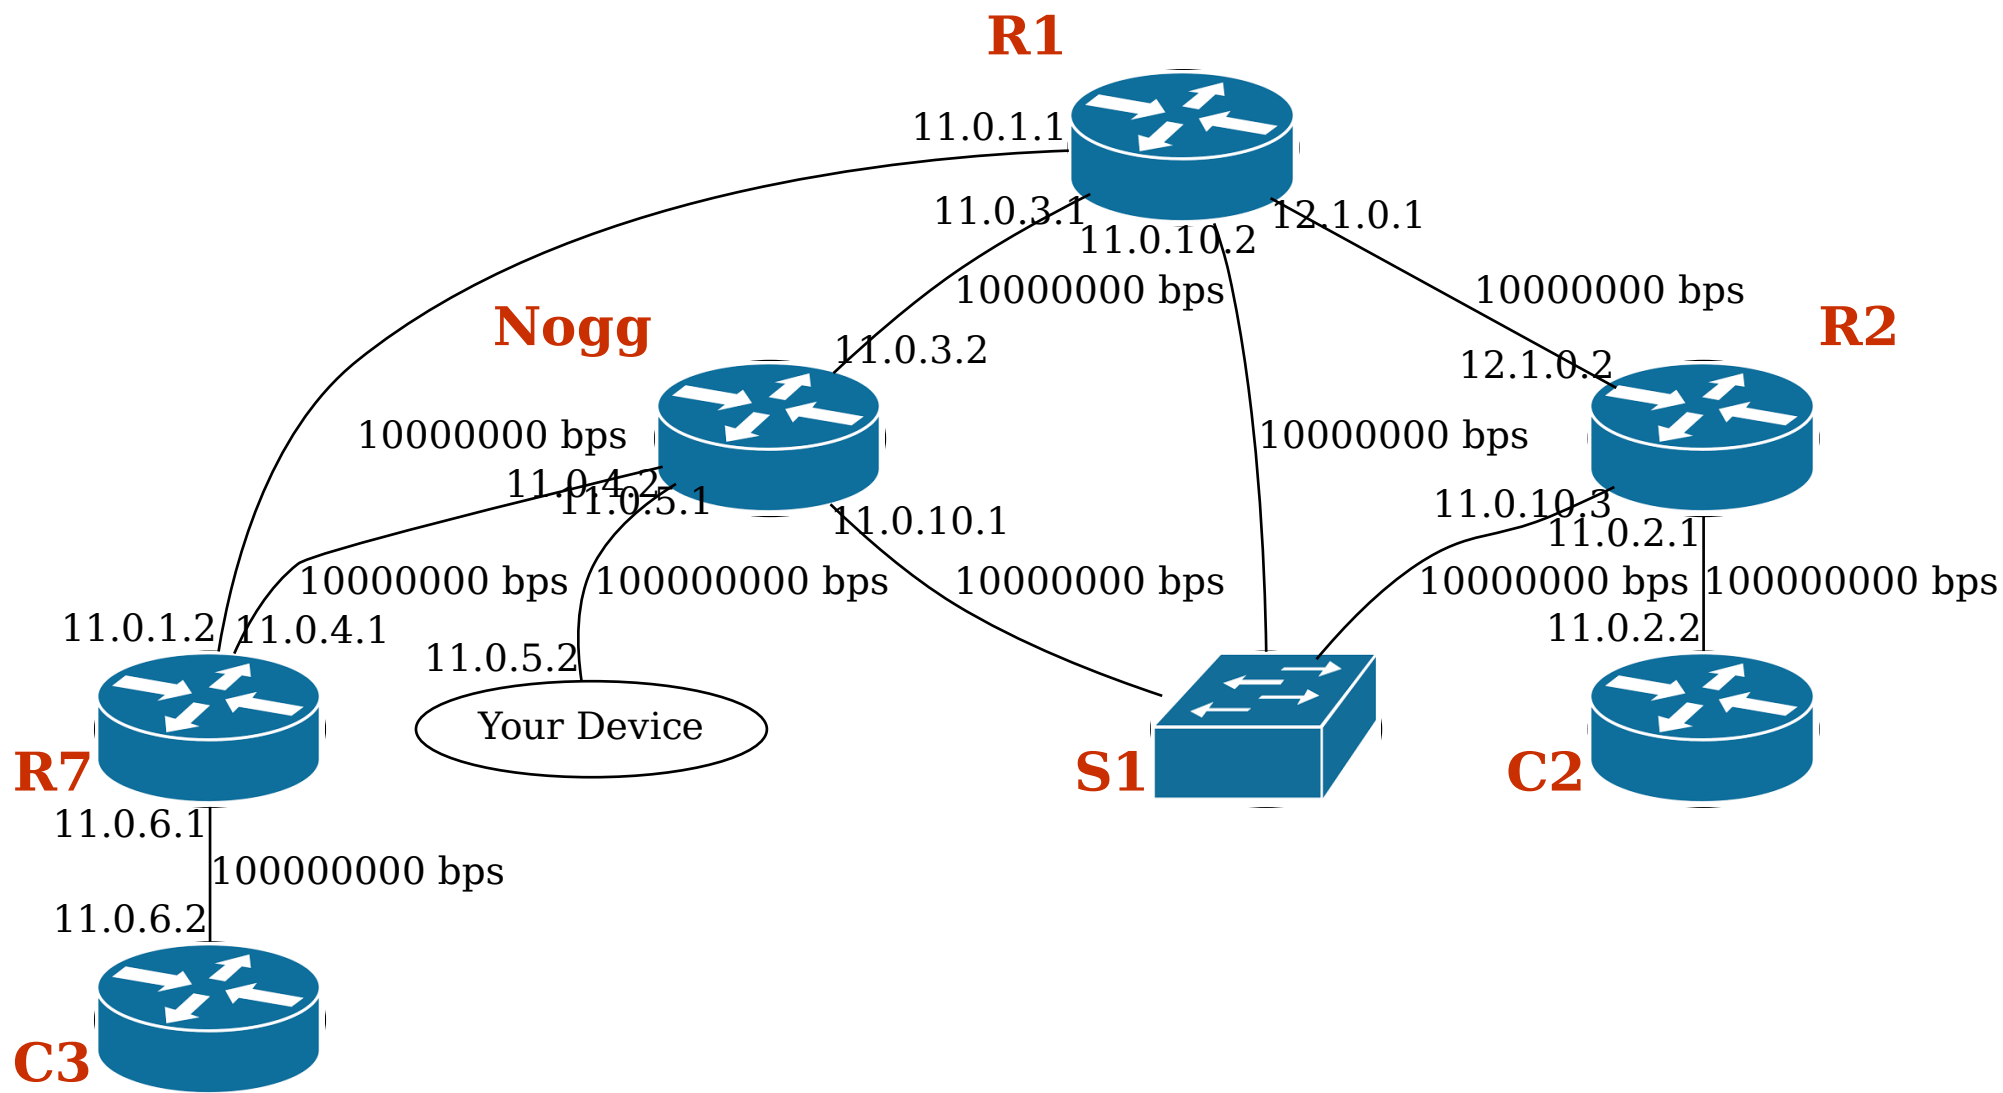 R1
11.0.1.1
11.0.3.1
12.1.0.1
11.0.10.2
10000000 bps
10000000 bps
Nogg
R2
11.0.3.2
12.1.0.2
10000000 bps
10000000 bps
11.0.4.2
11.0.5.1
11.0.10.1
11.0.10.3
11.0.2.1
10000000 bps
100000000 bps
10000000 bps
10000000 bps
100000000 bps
11.0.1.2
11.0.4.1
11.0.5.2
11.0.2.2
Your Device
R7
S1
C2
11.0.6.1
100000000 bps
11.0.6.2
C3